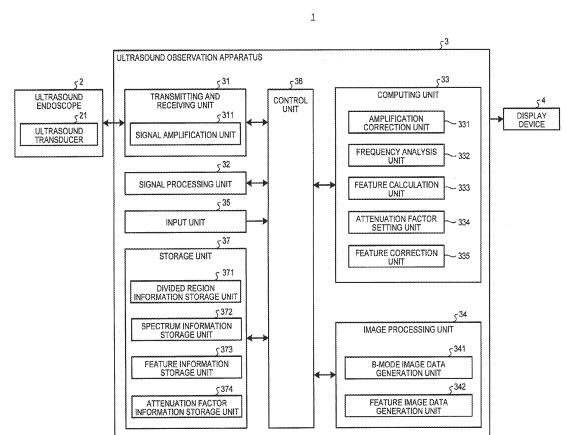 1
3
ULTRASOUND OBSERVATION APPARATUS
2
ULTRASOUND
ENDOSCOPE
21
ULTRASOUND
TRANSDUCER
31
TRANSMITTING AND
RECEIVING UNIT
311
SIGNAL AMPLIFICATION UNIT
32
SIGNAL PROCESSING UNIT
35
INPUT UNIT
37
STORAGE UNIT
371
DIVIDED REGION
INFORMATION STORAGE UNIT
372
SPECTRUM INFORMATION
STORAGE UNIT
373
FEATURE INFORMATION
STORAGE UNIT
374
ATTENUATION FACTOR
INFORMATION STORAGE UNIT
36
CONTROL
UNIT
33
COMPUTING UNIT
AMPLIFICATION
CORRECTION UNIT
331
FREQUENCY ANALYSIS
UNIT
332
FEATURE CALCULATION
UNIT
333
ATTENUATION FACTOR
SETTING UNIT
334
FEATURE CORRECTION
UNIT
335
34
IMAGE PROCESSING UNIT
341
B-MODE IMAGE DATA
GENERATION UNIT
342
FEATURE IMAGE DATA
GENERATION UNIT
4
DISPLAY
DEVICE